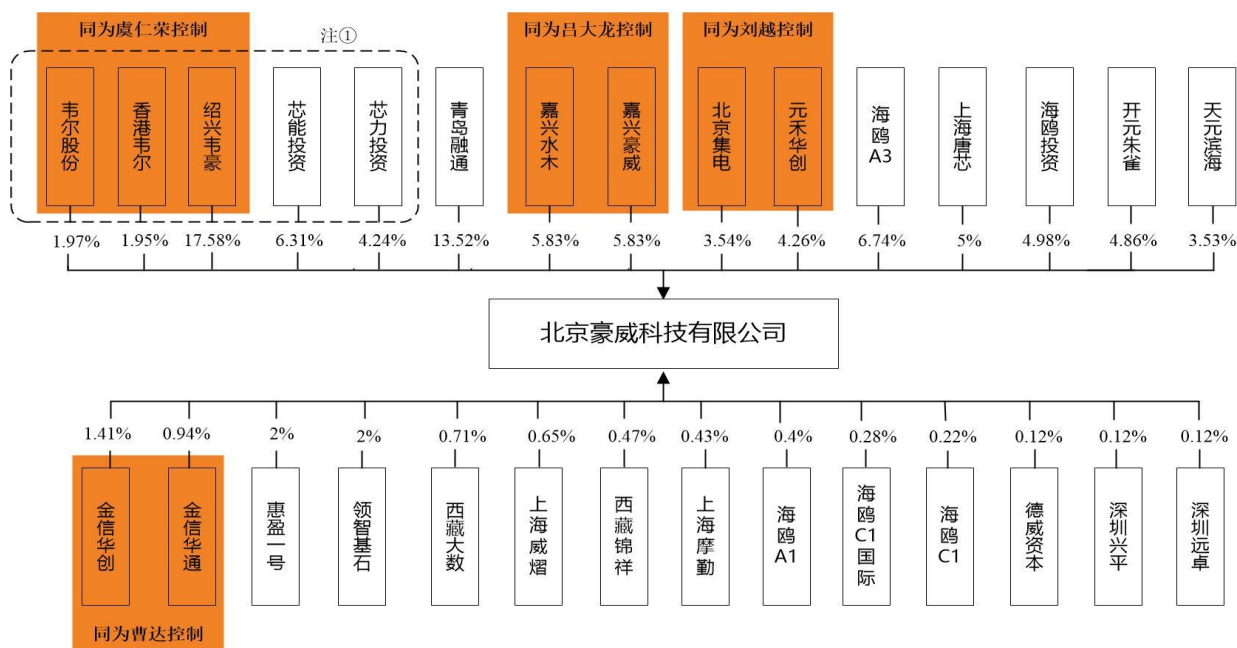 同为虞仁荣控制
注①
同为吕大龙控制
同为刘越控制
韦尔股份
香港韦尔
绍兴韦豪
芯能投资
芯力投资
青岛融通
嘉兴水木
嘉兴豪威
北京集电
元禾华创
海鸥A3
上海唐芯
海鸥投资
开元朱雀
天元滨海
1.97%
1.95%
17.58%
6.31%
4.24%
13.52%
5.83%
5.83%
3.54%
4.26%
6.74%
5%
4.98%
4.86%
3.53%
北京豪威科技有限公司
1.41%
0.94%
2%
2%
0.71%
0.65%
0.47%
0.43%
0.4%
0.28%
0.22%
0.12%
0.12%
0.12%
金信华创
金信华通
惠盈一号
领智基石
西藏大数
上海威熠
西藏锦祥
上海摩勤
海鸥A1
海鸥C1国际
海鸥C1
德威资本
深圳兴平
深圳远卓
同为曹达控制